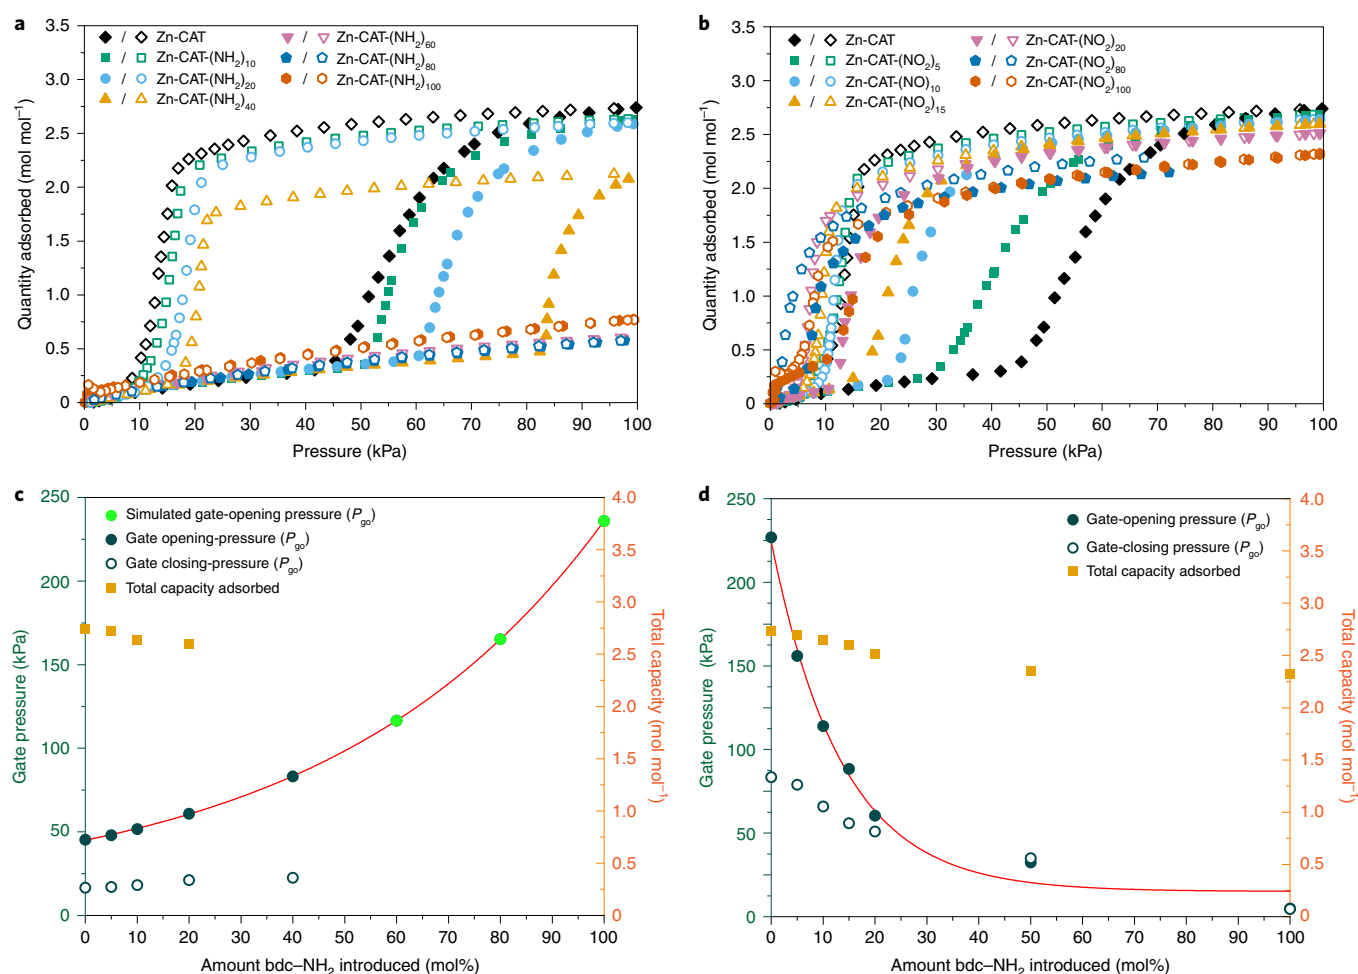 a
3.5
3.0
2.5
2.0
1.5
1.0
0.5
0
Quantity adsorbed (mol mol⁻¹)
/ Zn-CAT
/ Zn-CAT-(NH₂)₁₀
/ Zn-CAT-(NH₂)₂₀
/ Zn-CAT-(NH₂)₄₀
/ Zn-CAT-(NH₂)₆₀
/ Zn-CAT-(NH₂)₈₀
/ Zn-CAT-(NH₂)₁₀₀
0 10 20 30 40 50 60 70 80 90 100
Pressure (kPa)
b
3.5
3.0
2.5
2.0
1.5
1.0
0.5
0
Quantity adsorbed (mol mol⁻¹)
/ Zn-CAT
/ Zn-CAT-(NO₂)₅
/ Zn-CAT-(NO)₁₀
/ Zn-CAT-(NO₂)₁₅
/ Zn-CAT-(NO₂)₂₀
/ Zn-CAT-(NO₂)₈₀
/ Zn-CAT-(NO₂)₁₀₀
0 10 20 30 40 50 60 70 80 90 100
Pressure (kPa)
c
250
200
150
100
50
0
Gate pressure (kPa)
Simulated gate-opening pressure (P_go)
Gate opening-pressure (P_go)
Gate closing-pressure (P_go)
Total capacity adsorbed
4.0
3.5
3.0
2.5
2.0
1.5
1.0
0.5
0
Total capacity (mol mol⁻¹)
0 10 20 30 40 50 60 70 80 90 100
Amount bdc–NH₂ introduced (mol%)
d
250
200
150
100
50
0
Gate pressure (kPa)
Gate-opening pressure (P_go)
Gate-closing pressure (P_go)
Total capacity adsorbed
4.0
3.5
3.0
2.5
2.0
1.5
1.0
0.5
0
Total capacity (mol mol⁻¹)
0 10 20 30 40 50 60 70 80 90 100
Amount bdc–NH₂ introduced (mol%)